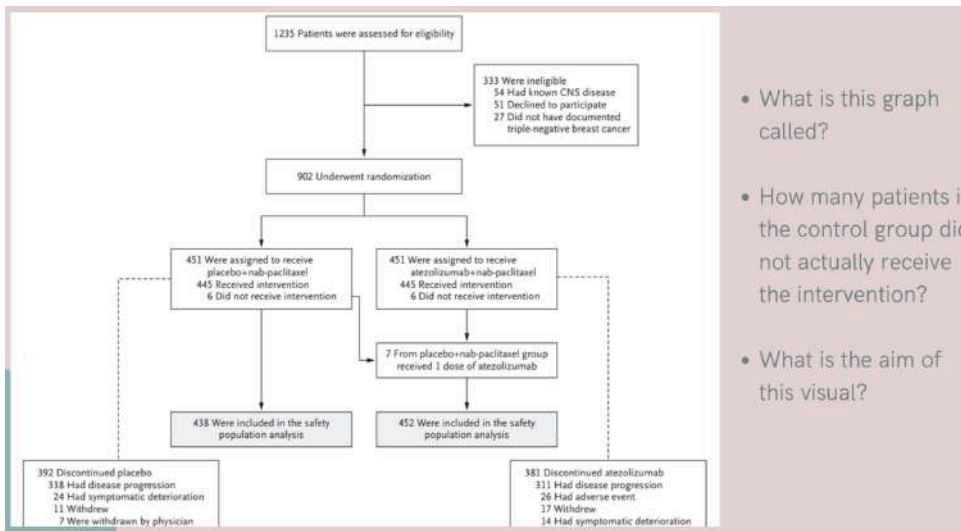 1235 Patients were assessed for eligibility
333 Were ineligible
54 Had known CNS disease
51 Declined to participate
27 Did not have documented
triple-negative breast cancer
902 Underwent randomization
451 Were assigned to receive
placebo+nab-paclitaxel
445 Received intervention
6 Did not receive intervention
451 Were assigned to receive
atezolizumab+nab-paclitaxel
445 Received intervention
6 Did not receive intervention
7 From placebo+nab-paclitaxel group
received 1 dose of atezolizumab
438 Were included in the safety
population analysis
452 Were included in the safety
population analysis
392 Discontinued placebo
338 Had disease progression
24 Had symptomatic deterioration
11 Withdrew
7 Were withdrawn by physician
381 Discontinued atezolizumab
311 Had disease progression
26 Had adverse event
17 Withdrew
14 Had symptomatic deterioration
• What is this graph
called?
• How many patients i
the control group did
not actually receive
the intervention?
• What is the aim of
this visual?